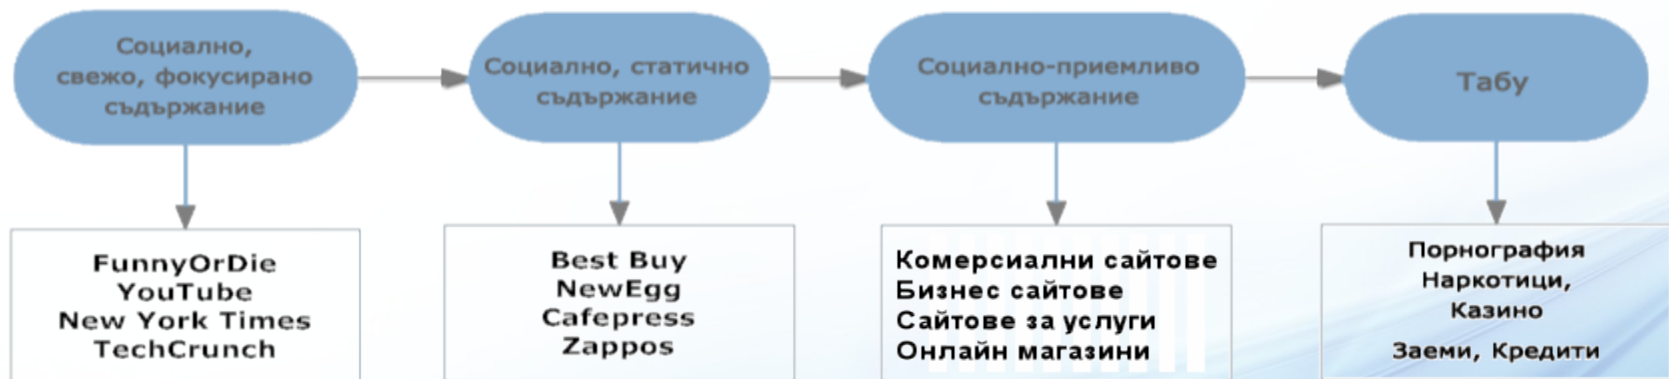 Социално,
свежо, фокусирано
съдържание
Социално, статично
съдържание
Социално-приемливо
съдържание
Табу
FunnyOrDie
YouTube
New York Times
TechCrunch
Best Buy
NewEgg
Cafepress
Zappos
Комерсиални сайтове
Бизнес сайтове
Сайтове за услуги
Онлайн магазини
Порнография
Наркотици,
Казино
Заеми, Кредити